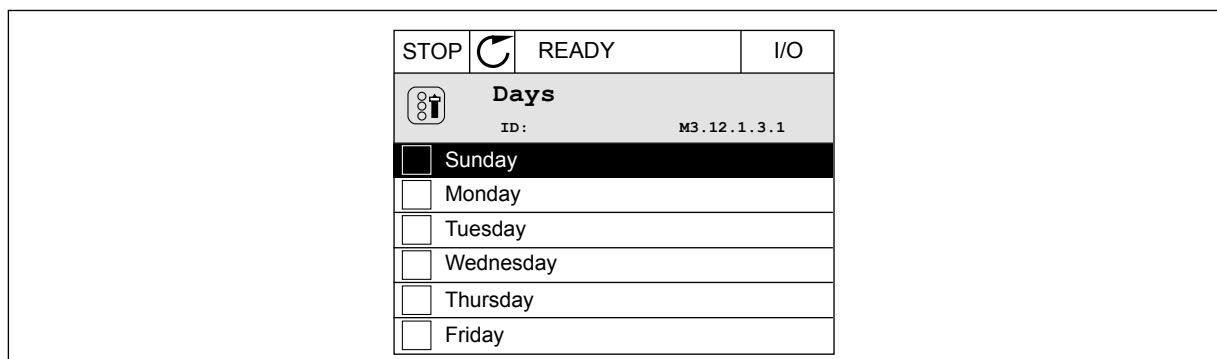 STOP READY I/O
Days
ID: M3.12.1.3.1
Sunday
Monday
Tuesday
Wednesday
Thursday
Friday